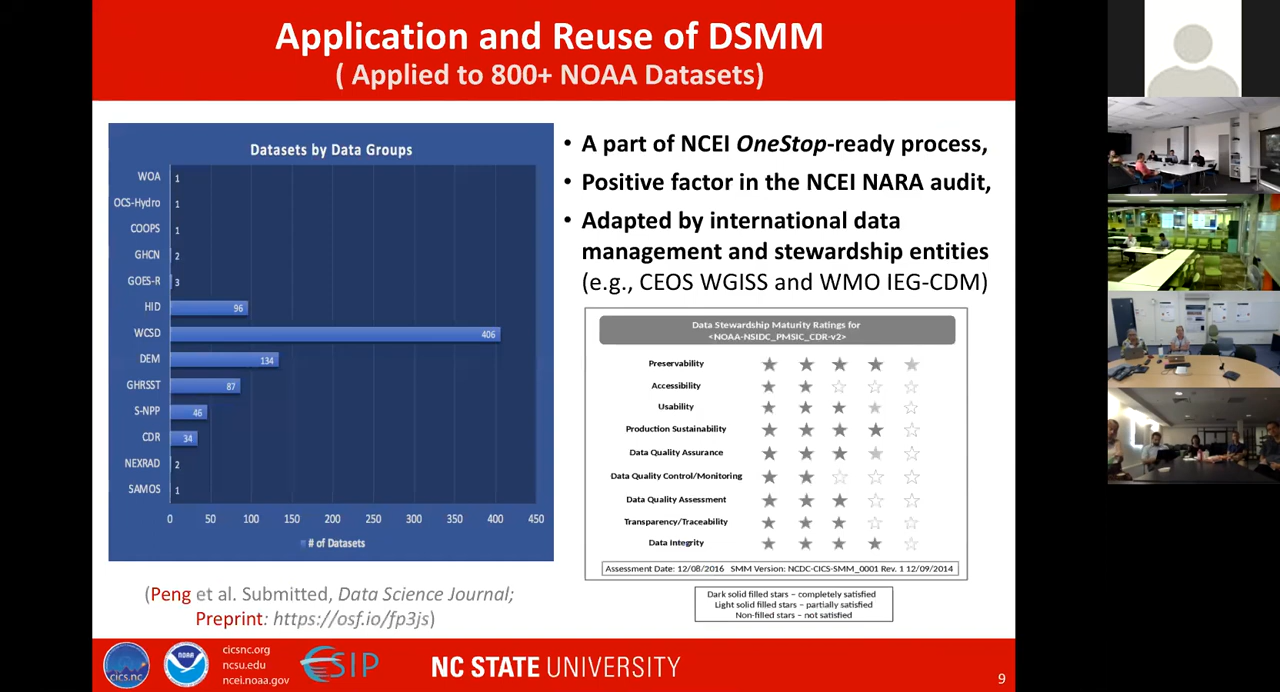 Application and Reuse of DSMM
( Applied to 800+ NOAA Datasets)
Datasets by Data Groups
WOA 1
OCS-Hydro 1
COOPS 1
GHCN 2
GOES-R 3
HID 96
WCSD 406
DEM 134
GHRSST 87
S-NPP 46
CDR 34
NEXRAD 2
SAMOS 1
0 50 100 150 200 250 300 350 400 450
# of Datasets
(Peng et al. Submitted, Data Science Journal;
Preprint: https://osf.io/fp3js)
• A part of NCEI OneStop-ready process,
• Positive factor in the NCEI NARA audit,
• Adapted by international data
management and stewardship entities
(e.g., CEOS WGISS and WMO IEG-CDM)
Data Stewardship Maturity Ratings for
<NOAA-NSIDC_PMSIC_CDR-v2>
Preservability
Accessibility
Usability
Production Sustainability
Data Quality Assurance
Data Quality Control/Monitoring
Data Quality Assessment
Transparency/Traceability
Data Integrity
Assessment Date: 12/08/2016 SMM Version: NCDC-CICS-SMM_0001 Rev. 1 12/09/2014
Dark solid filled stars – completely satisfied
Light solid filled stars – partially satisfied
Non-filled stars – not satisfied
cics.nc
NOAA
cicsnc.org
ncsu.edu
ncei.noaa.gov
ESIP
NC STATE UNIVERSITY
9